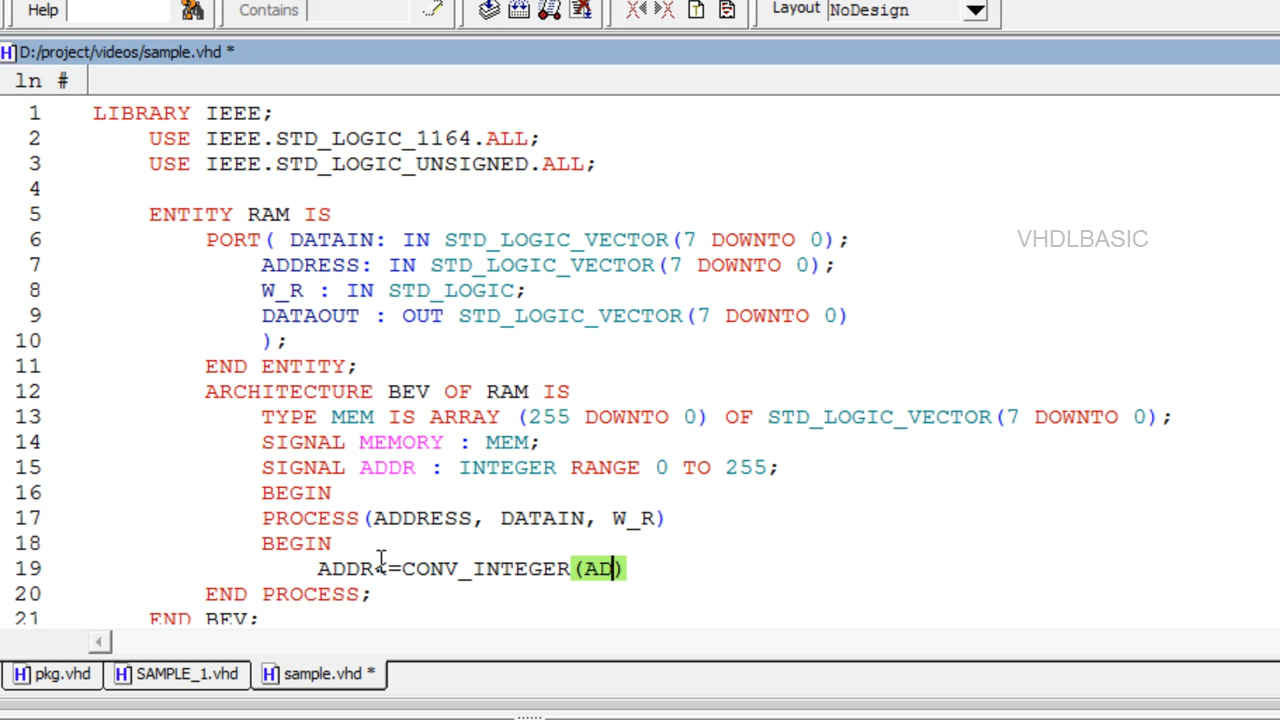 Help Contains Layout NoDesign
D:/project/videos/sample.vhd *
ln #
1 LIBRARY IEEE;
2 USE IEEE.STD_LOGIC_1164.ALL;
3 USE IEEE.STD_LOGIC_UNSIGNED.ALL;
4
5 ENTITY RAM IS
6 PORT( DATAIN: IN STD_LOGIC_VECTOR(7 DOWNTO 0);
VHDLBASIC
7 ADDRESS: IN STD_LOGIC_VECTOR(7 DOWNTO 0);
8 W_R : IN STD_LOGIC;
9 DATAOUT : OUT STD_LOGIC_VECTOR(7 DOWNTO 0)
10 );
11 END ENTITY;
12 ARCHITECTURE BEV OF RAM IS
13 TYPE MEM IS ARRAY (255 DOWNTO 0) OF STD_LOGIC_VECTOR(7 DOWNTO 0);
14 SIGNAL MEMORY : MEM;
15 SIGNAL ADDR : INTEGER RANGE 0 TO 255;
16 BEGIN
17 PROCESS(ADDRESS, DATAIN, W_R)
18 BEGIN
19 ADDR<=CONV_INTEGER(AD)
20 END PROCESS;
21 END BEV;
pkg.vhd SAMPLE_1.vhd sample.vhd *